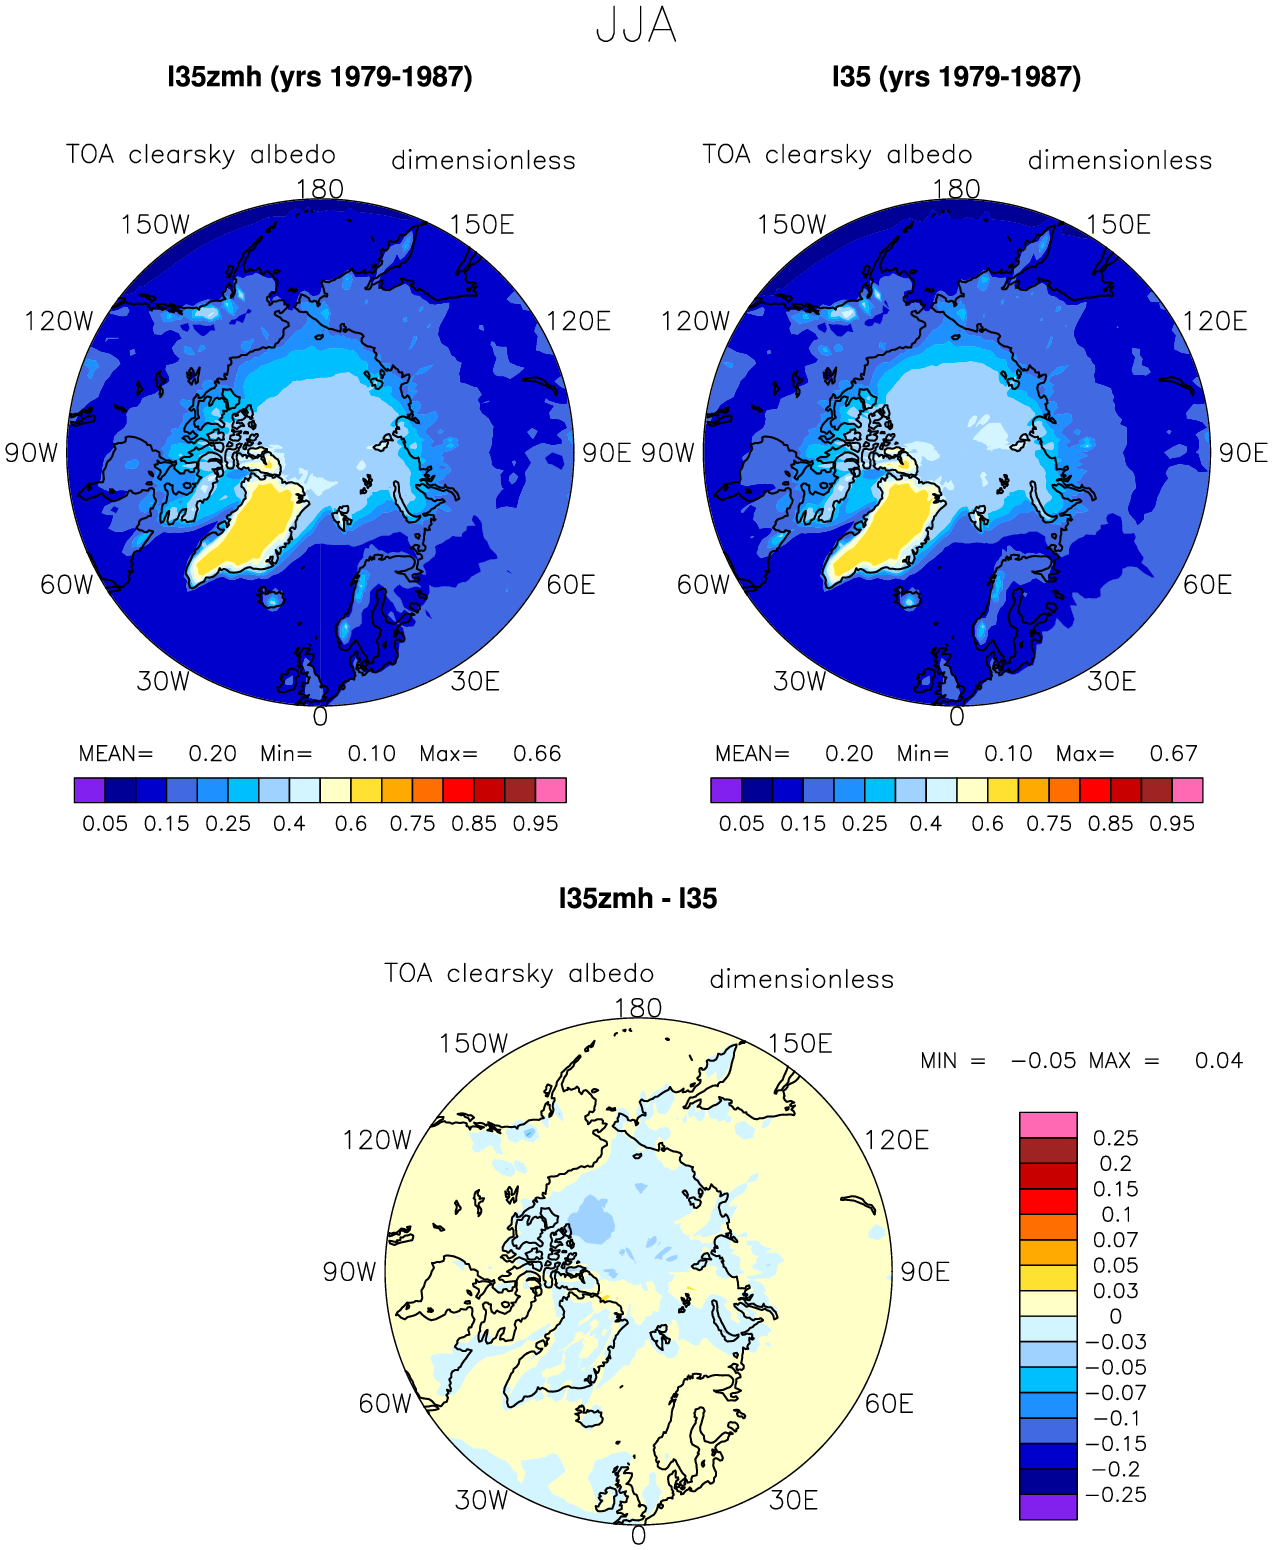 JJA
I35zmh (yrs 1979-1987)
I35 (yrs 1979-1987)
TOA clearsky albedo dimensionless
180
150W 150E
120W 120E
90W 90E
60W 60E
30W 30E
0
MEAN= 0.20 Min= 0.10 Max= 0.66
0.05 0.15 0.25 0.4 0.6 0.75 0.85 0.95
TOA clearsky albedo dimensionless
180
150W 150E
120W 120E
90W 90E
60W 60E
30W 30E
0
MEAN= 0.20 Min= 0.10 Max= 0.67
0.05 0.15 0.25 0.4 0.6 0.75 0.85 0.95
I35zmh - I35
TOA clearsky albedo dimensionless
180
150W 150E
120W 120E
90W 90E
60W 60E
30W 30E
0
MIN = −0.05 MAX = 0.04
0.25
0.2
0.15
0.1
0.07
0.05
0.03
0
−0.03
−0.05
−0.07
−0.1
−0.15
−0.2
−0.25